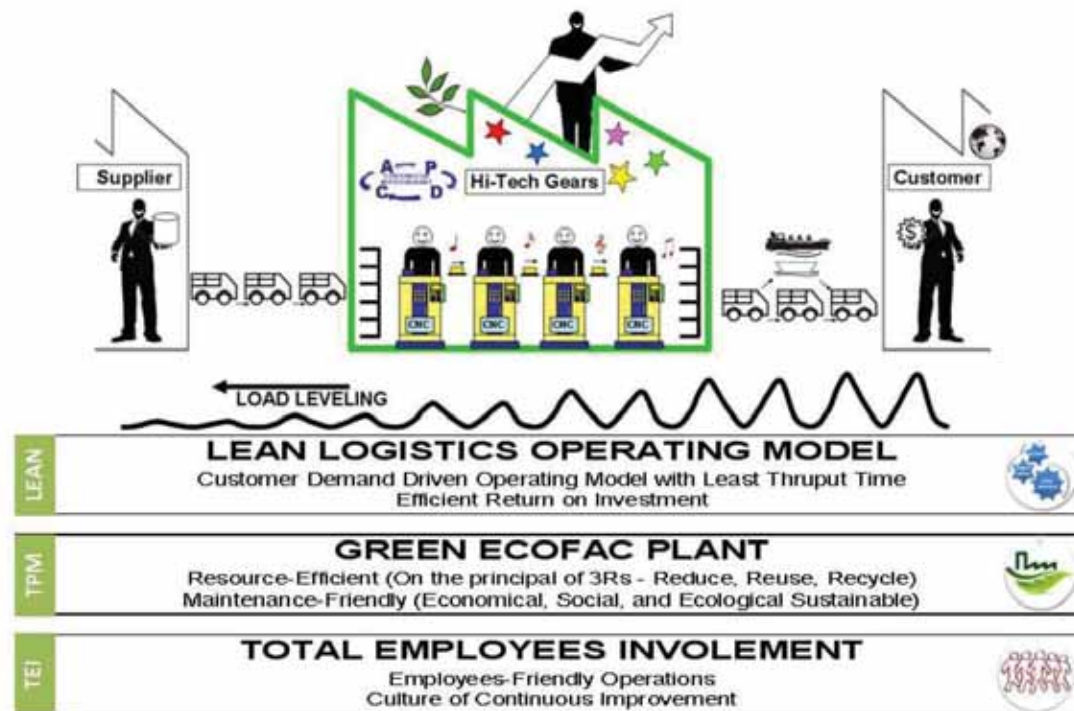 Supplier
A P
C D
Hi-Tech Gears
Customer
$
CNC CNC CNC CNC
LOAD LEVELING
LEAN
LEAN LOGISTICS OPERATING MODEL
Customer Demand Driven Operating Model with Least Thruput Time
Efficient Return on Investment
TPM
GREEN ECOFAC PLANT
Resource-Efficient (On the principal of 3Rs - Reduce, Reuse, Recycle)
Maintenance-Friendly (Economical, Social, and Ecological Sustainable)
TEI
TOTAL EMPLOYEES INVOLEMENT
Employees-Friendly Operations
Culture of Continuous Improvement